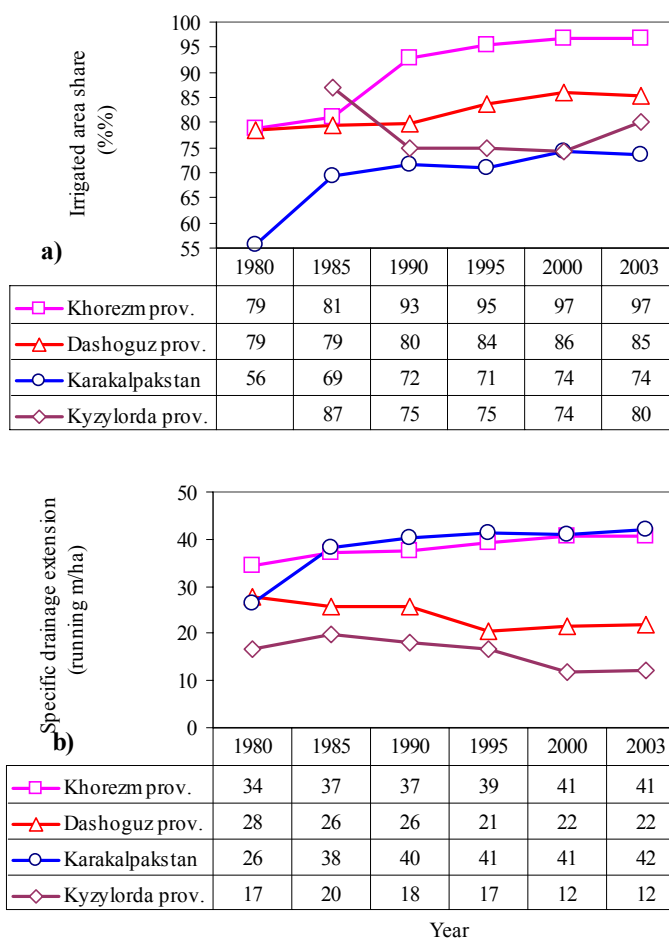 100
95
90
85
80
75
70
65
60
55
Irrigated area share
(%%)
a)
1980 1985 1990 1995 2000 2003
Khorezm prov. 79 81 93 95 97 97
Dashoguz prov. 79 79 80 84 86 85
Karakalpakstan 56 69 72 71 74 74
Kyzylorda prov. 87 75 75 74 80
50
40
30
20
10
0
Specific drainage extension
(running m/ha)
b)
1980 1985 1990 1995 2000 2003
Khorezm prov. 34 37 37 39 41 41
Dashoguz prov. 28 26 26 21 22 22
Karakalpakstan 26 38 40 41 41 42
Kyzylorda prov. 17 20 18 17 12 12
Year